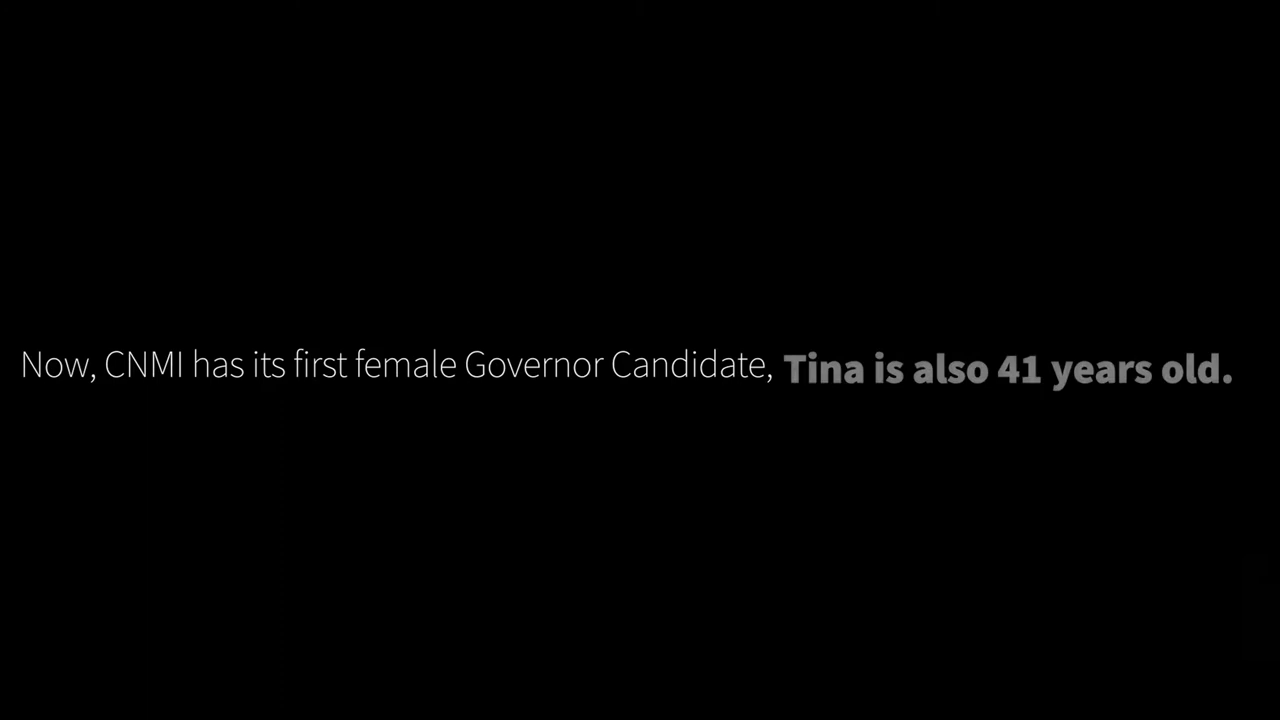 Now, CNMI has its first female Governor Candidate, Tina is also 41 years old.